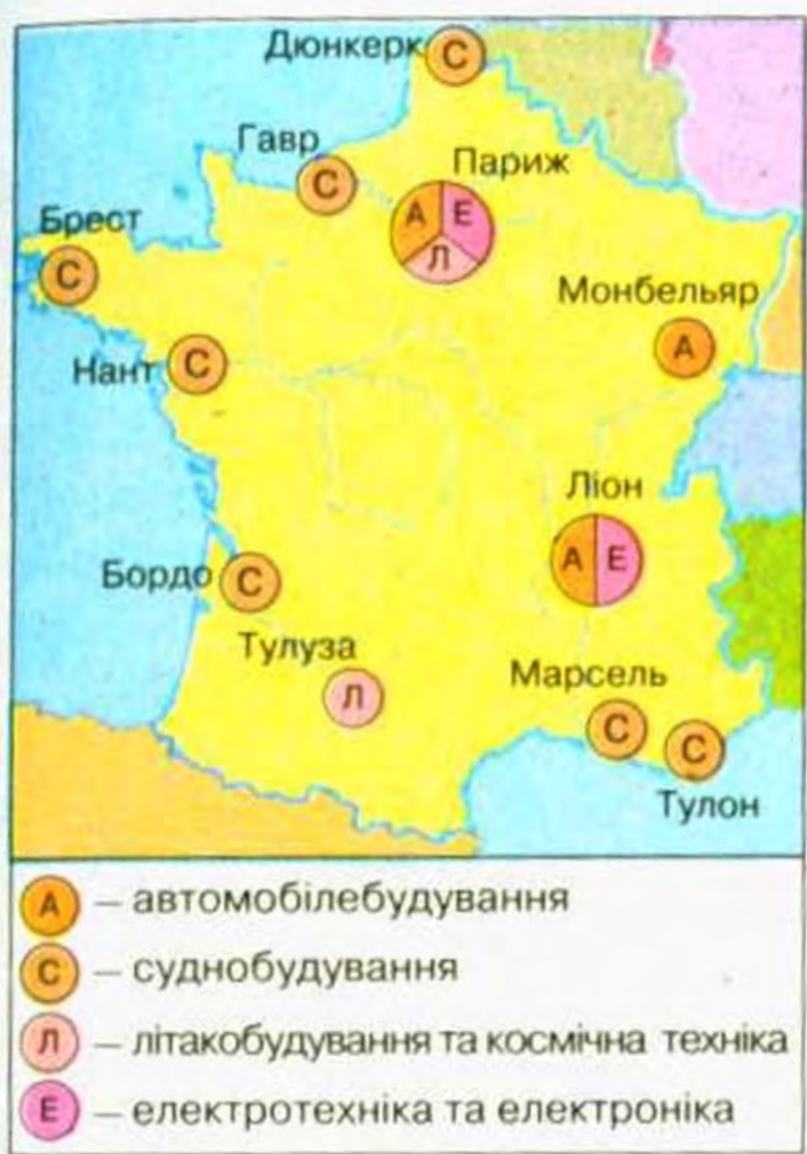 Дюнкерк С
Гавр
С
Париж
А Е
Л
Брест
С
Монбельяр
А
Нант С
Ліон
А Е
Бордо С
Тулуза
Л
Марсель
С
С
Тулон
А – автомобілебудування
С – суднобудування
Л – літакобудування та космічна техніка
Е – електротехніка та електроніка